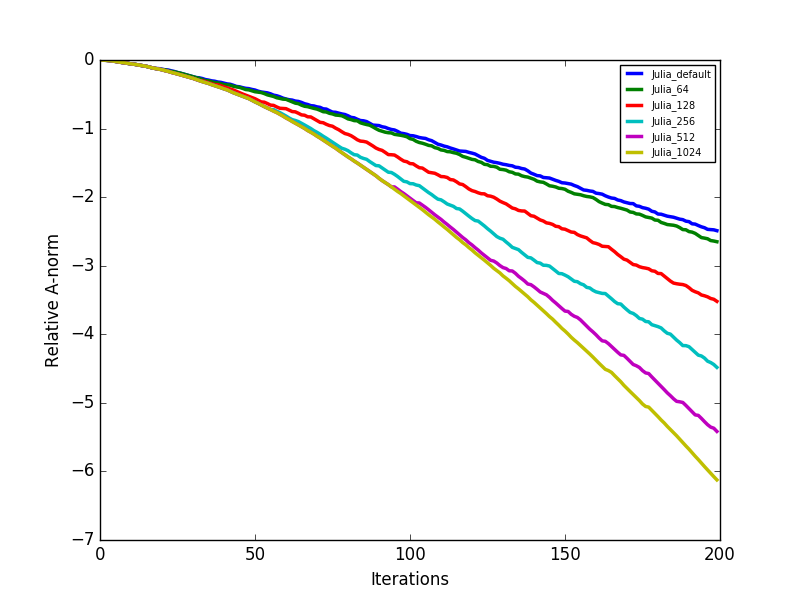 0
−1
−2
−3
−4
−5
−6
−7
Relative A-norm
0 50 100 150 200
Iterations
Julia_default
Julia_64
Julia_128
Julia_256
Julia_512
Julia_1024